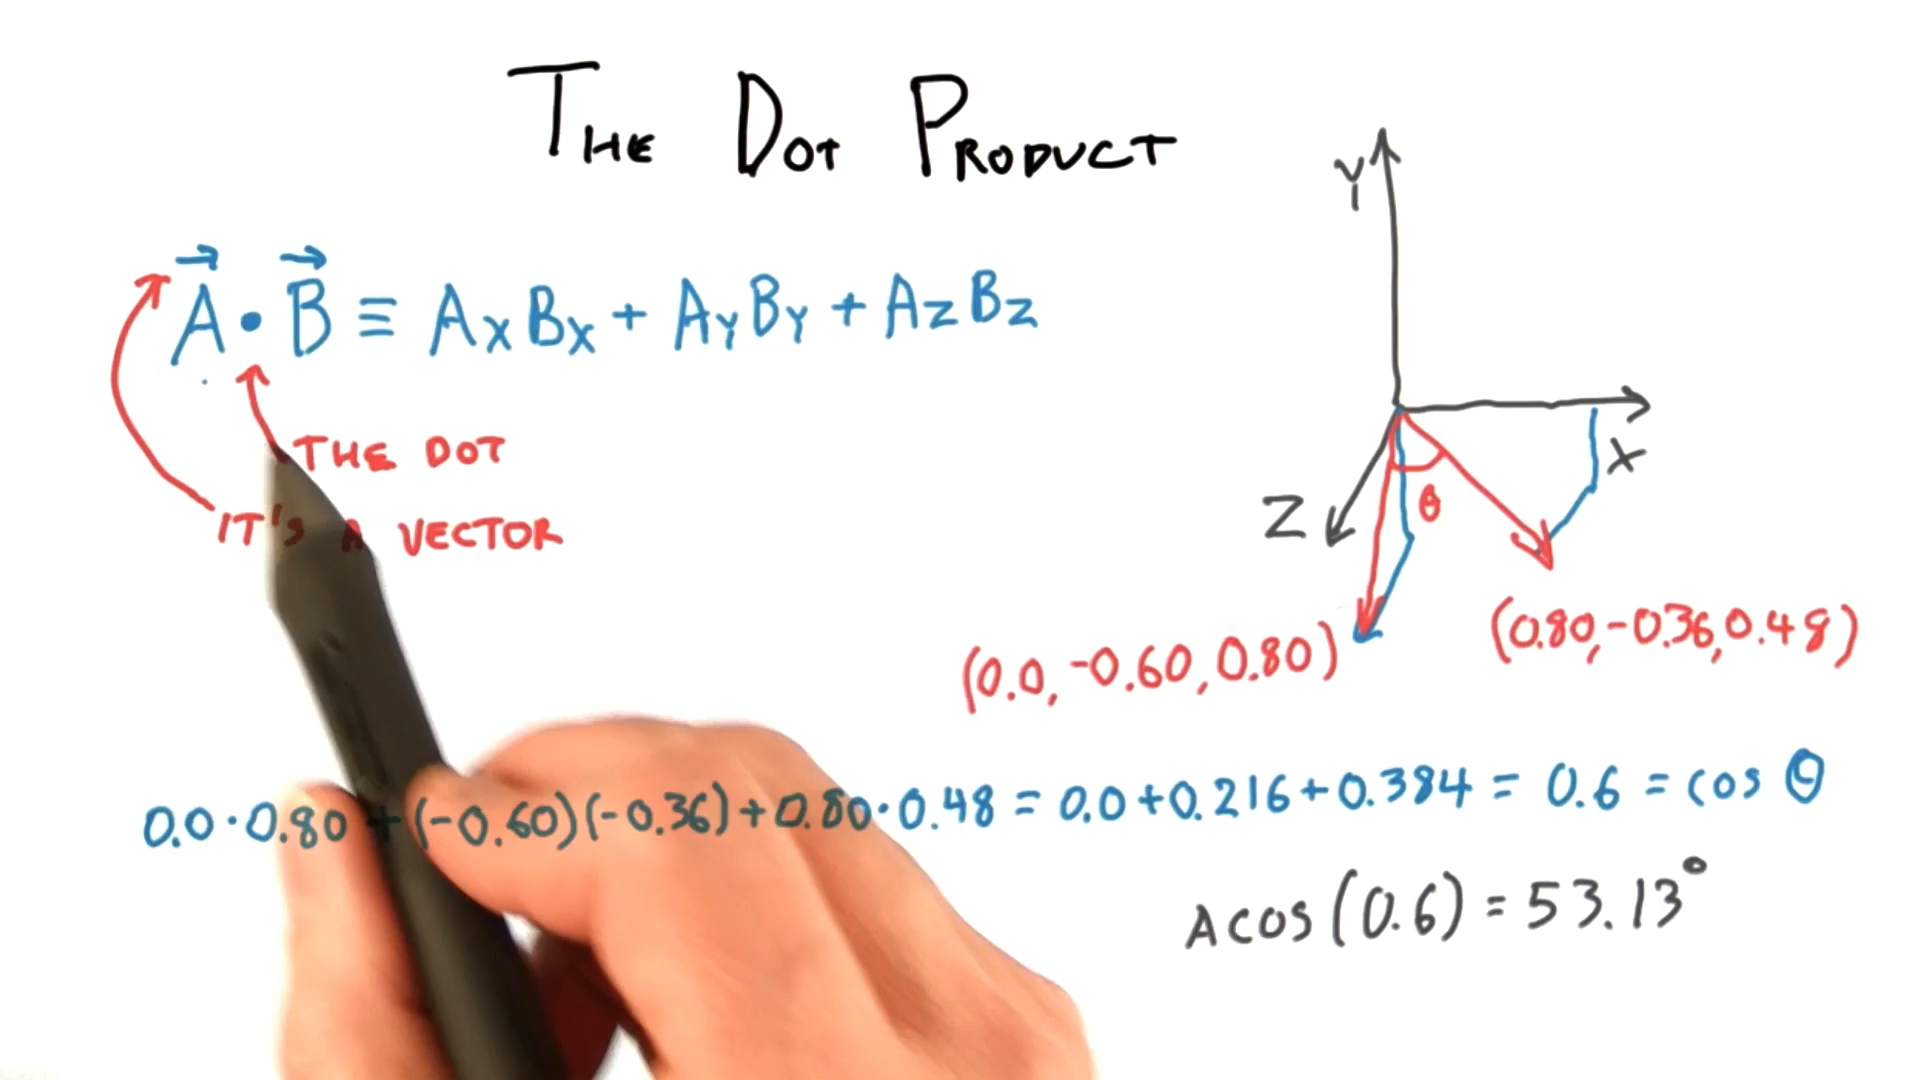 THE DOT PRODUCT
A • B ≡ AxBx + AyBy + AzBz
THE DOT
IT'S A VECTOR
Y
X
Z
θ
(0.0, -0.60, 0.80)
(0.80, -0.36, 0.48)
0.0 · 0.80 + (-0.60)(-0.36) + 0.80 · 0.48 = 0.0 + 0.216 + 0.384 = 0.6 = cos θ
ACOS(0.6) = 53.13°